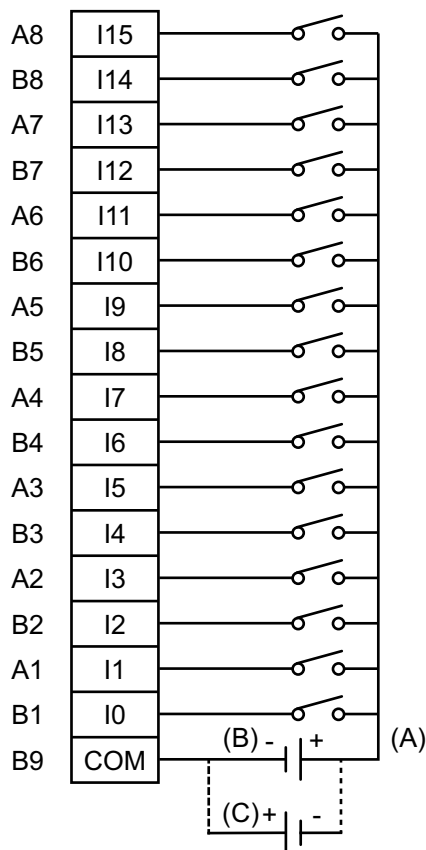 A8 I15
B8 I14
A7 I13
B7 I12
A6 I11
B6 I10
A5 I9
B5 I8
A4 I7
B4 I6
A3 I5
B3 I4
A2 I3
B2 I2
A1 I1
B1 I0
B9 COM (B) - + (A)
(C) + -